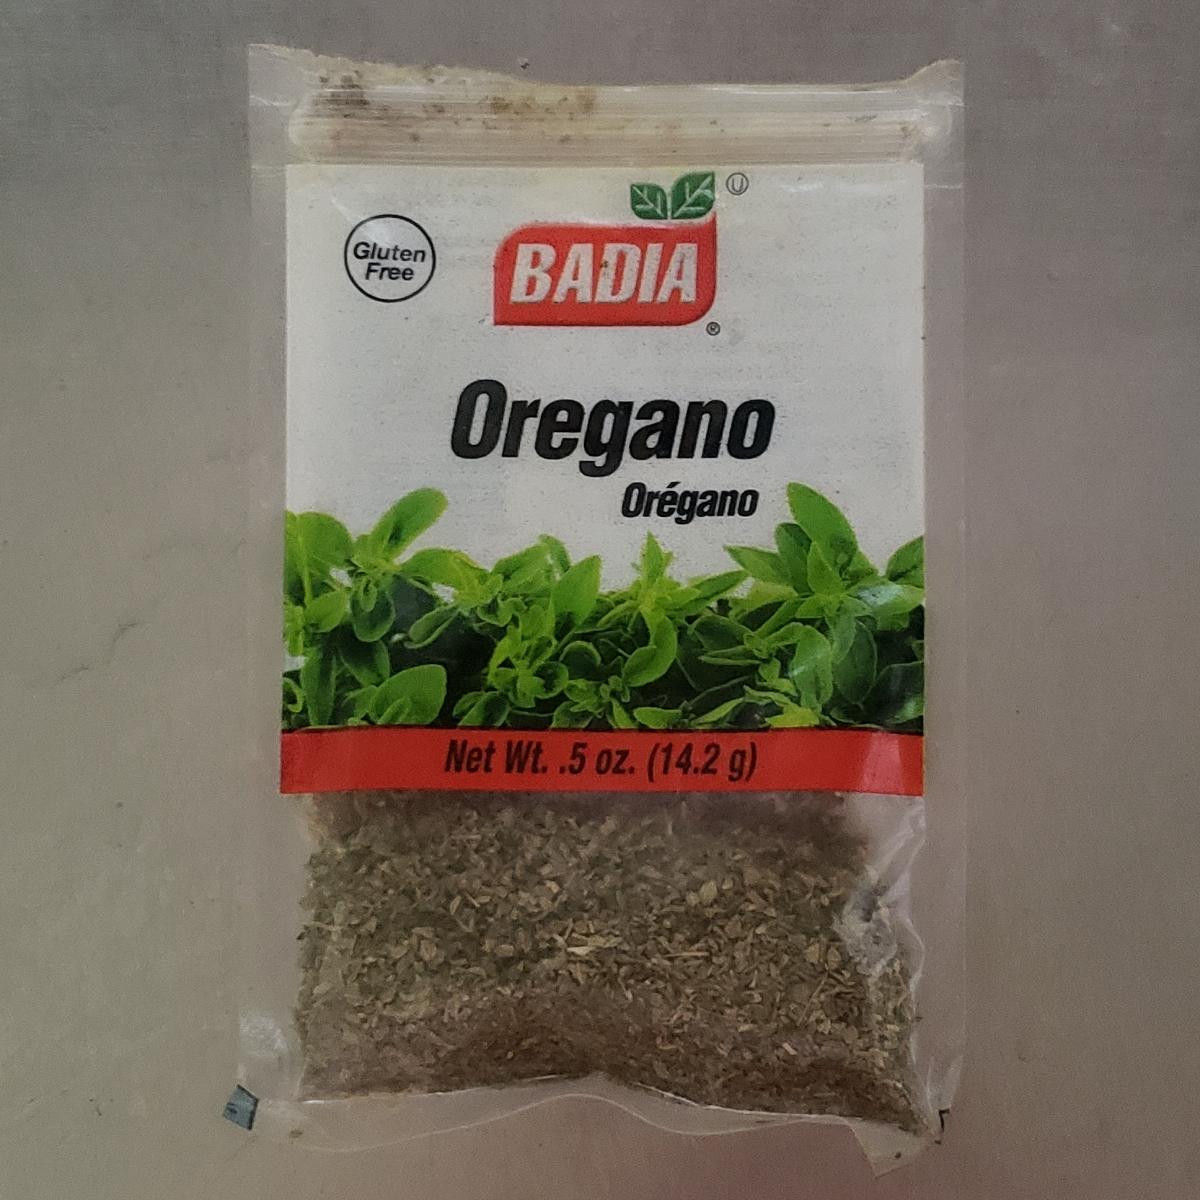 Gluten
Free
Ⓤ
BADIA
®
Oregano
Orégano
Net Wt. .5 oz. (14.2 g)